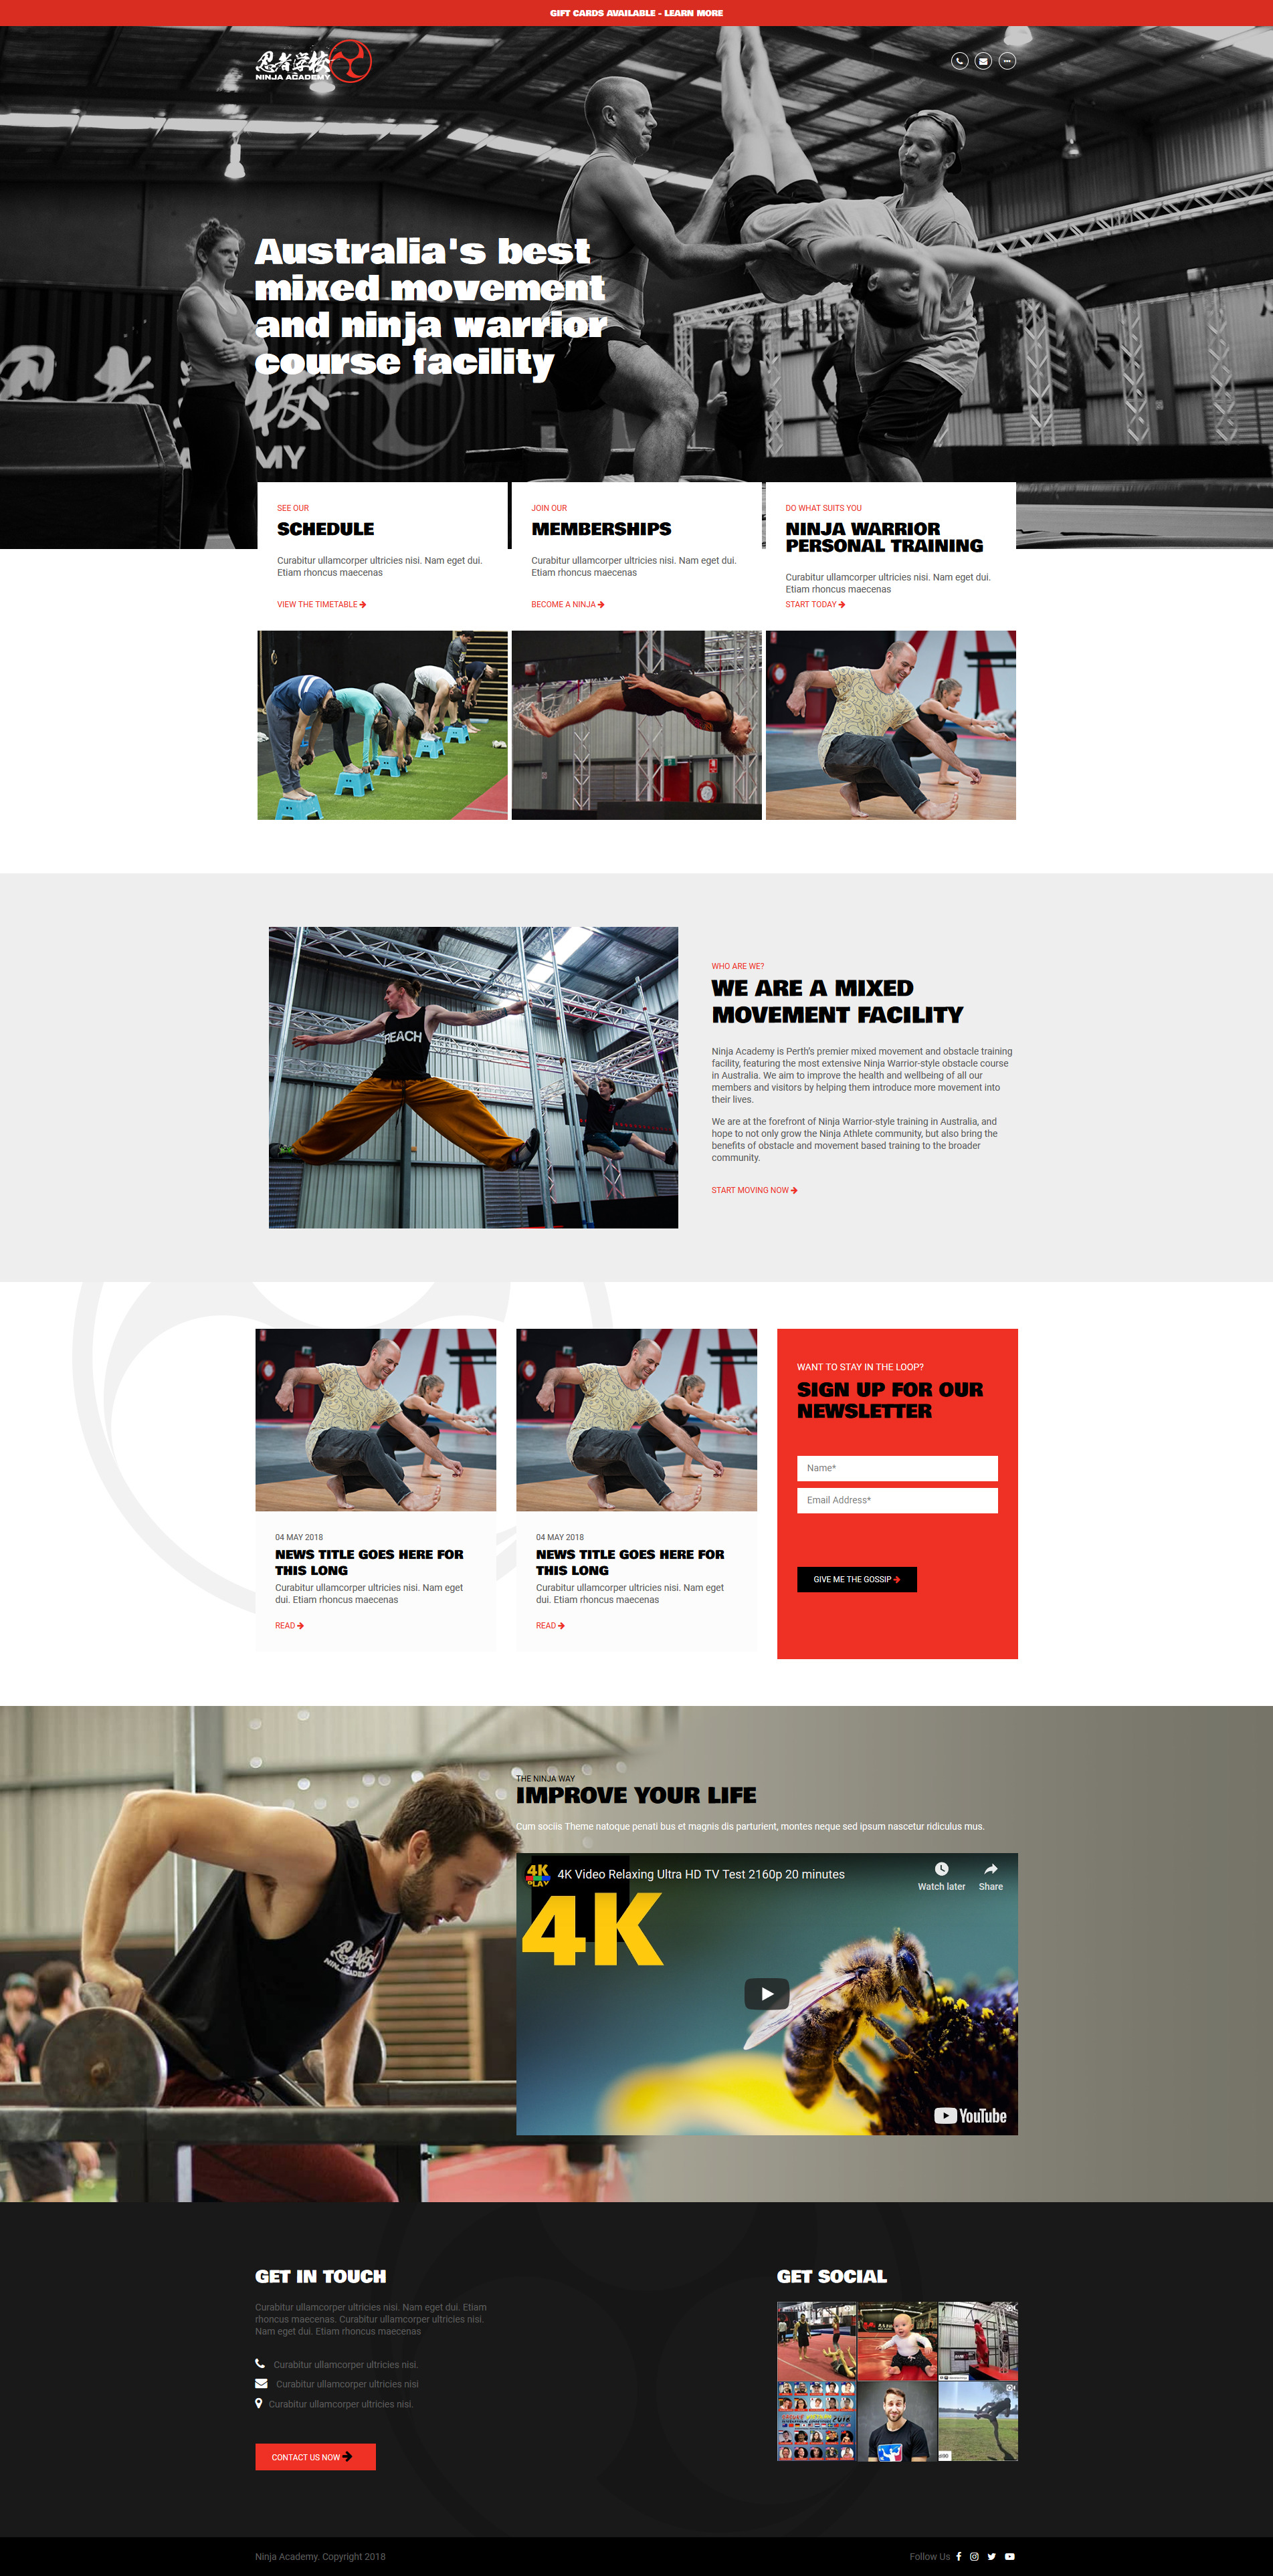 GIFT CARDS AVAILABLE - LEARN MORE
忍者学校
NINJA ACADEMY
Australia's best
mixed movement
and ninja warrior
course facility
MY
SEE OUR
SCHEDULE
Curabitur ullamcorper ultricies nisi. Nam eget dui.
Etiam rhoncus maecenas
VIEW THE TIMETABLE
JOIN OUR
MEMBERSHIPS
Curabitur ullamcorper ultricies nisi. Nam eget dui.
Etiam rhoncus maecenas
BECOME A NINJA
DO WHAT SUITS YOU
NINJA WARRIOR
PERSONAL TRAINING
Curabitur ullamcorper ultricies nisi. Nam eget dui.
Etiam rhoncus maecenas
START TODAY
REACH
WHO ARE WE?
WE ARE A MIXED
MOVEMENT FACILITY
Ninja Academy is Perth's premier mixed movement and obstacle training
facility, featuring the most extensive Ninja Warrior-style obstacle course
in Australia. We aim to improve the health and wellbeing of all our
members and visitors by helping them introduce more movement into
their lives.
We are at the forefront of Ninja Warrior-style training in Australia, and
hope to not only grow the Ninja Athlete community, but also bring the
benefits of obstacle and movement based training to the broader
community.
START MOVING NOW
04 MAY 2018
NEWS TITLE GOES HERE FOR
THIS LONG
Curabitur ullamcorper ultricies nisi. Nam eget
dui. Etiam rhoncus maecenas
READ
04 MAY 2018
NEWS TITLE GOES HERE FOR
THIS LONG
Curabitur ullamcorper ultricies nisi. Nam eget
dui. Etiam rhoncus maecenas
READ
WANT TO STAY IN THE LOOP?
SIGN UP FOR OUR
NEWSLETTER
Name*
Email Address*
GIVE ME THE GOSSIP
THE NINJA WAY
IMPROVE YOUR LIFE
Cum sociis Theme natoque penati bus et magnis dis parturient, montes neque sed ipsum nascetur ridiculus mus.
4K
PLAY
4K Video Relaxing Ultra HD TV Test 2160p 20 minutes
Watch later
Share
4K
YouTube
GET IN TOUCH
Curabitur ullamcorper ultricies nisi. Nam eget dui. Etiam
rhoncus maecenas. Curabitur ullamcorper ultricies nisi.
Nam eget dui. Etiam rhoncus maecenas
Curabitur ullamcorper ultricies nisi.
Curabitur ullamcorper ultricies nisi
Curabitur ullamcorper ultricies nisi.
CONTACT US NOW
GET SOCIAL
Ninja Academy. Copyright 2018
Follow Us